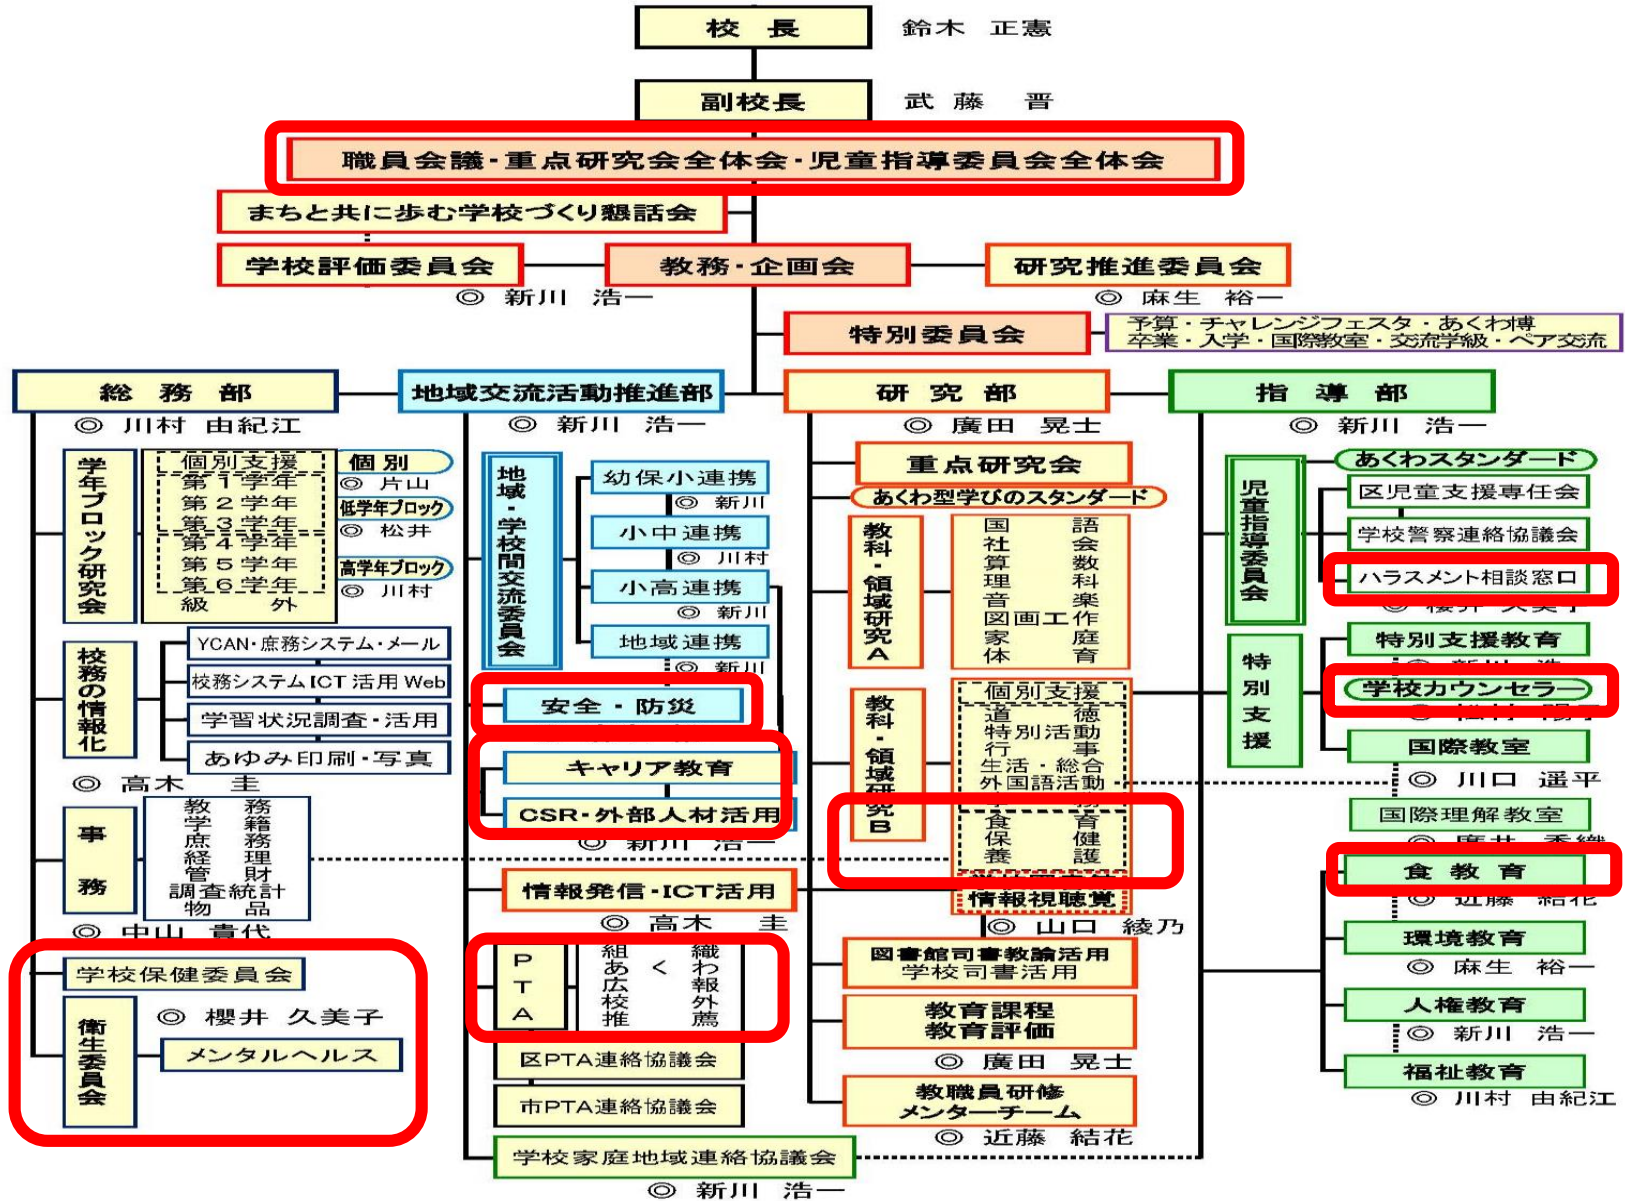 校長 鈴木 正憲
副校長 武藤 晋
職員会議・重点研究会全体会・児童指導委員会全体会
まちと共に歩む学校づくり懇話会
学校評価委員会
教務・企画会
研究推進委員会
◎ 新川 浩一
◎ 麻生 裕一
特別委員会
予算・チャレンジフェスタ・あくわ博
卒業・入学・国際教室・交流学級・ペア交流
総務部
◎ 川村 由紀江
学年ブロック研究会
個別支援
第1学年
第2学年
第3学年
第4学年
第5学年
第6学年
級外
個別
◎ 片山
低学年ブロック
◎ 松井
高学年ブロック
◎ 川村
校務の情報化
YCAN・庶務システム・メール
校務システムICT活用Web
学習状況調査・活用
あゆみ印刷・写真
◎ 高木 圭
事務
教務
学籍
庶務
経理
管財
調査統計
物品
◎ 中山 貴代
学校保健委員会
衛生委員会
◎ 櫻井 久美子
メンタルヘルス
地域交流活動推進部
◎ 新川 浩一
地域・学校間交流委員会
幼保小連携
◎ 新川
小中連携
◎ 川村
小高連携
◎ 新川
地域連携
◎ 新川
安全・防災
キャリア教育
CSR・外部人材活用
◎ 新川 浩一
情報発信・ICT活用
◎ 高木 圭
PTA
組織
あくわ
広報
校外
推薦
区PTA連絡協議会
市PTA連絡協議会
学校家庭地域連絡協議会
◎ 新川 浩一
研究部
◎ 廣田 晃士
重点研究会
あくわ型学びのスタンダード
教科・領域研究A
国語
社会
算数
理科
音楽
図画工作
家庭
体育
教科・領域研究B
個別支援
道徳
特別活動
行事
生活・総合
外国語活動
食育
保健
養護
情報視聴覚
◎ 山口 綾乃
図書館司書教諭活用
学校司書活用
教育課程
教育評価
◎ 廣田 晃士
教職員研修
メンターチーム
◎ 近藤 結花
指導部
◎ 新川 浩一
児童指導委員会
あくわスタンダード
区児童支援専任会
学校警察連絡協議会
ハラスメント相談窓口
◎ 櫻井 久美子
特別支援
特別支援教育
学校カウンセラー
国際教室
◎ 川口 遥平
国際理解教室
食教育
◎ 近藤 結花
環境教育
◎ 麻生 裕一
人権教育
◎ 新川 浩一
福祉教育
◎ 川村 由紀江